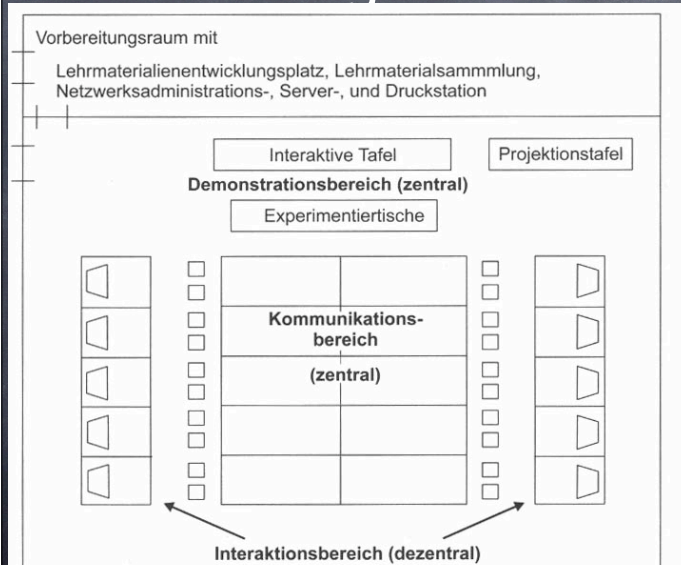 Vorbereitungsraum mit
Lehrmaterialienentwicklungsplatz, Lehrmaterialsammmlung,
Netzwerksadministrations-, Server-, und Druckstation
Interaktive Tafel
Projektionstafel
Demonstrationsbereich (zentral)
Experimentiertische
Kommunikations-
bereich
(zentral)
Interaktionsbereich (dezentral)